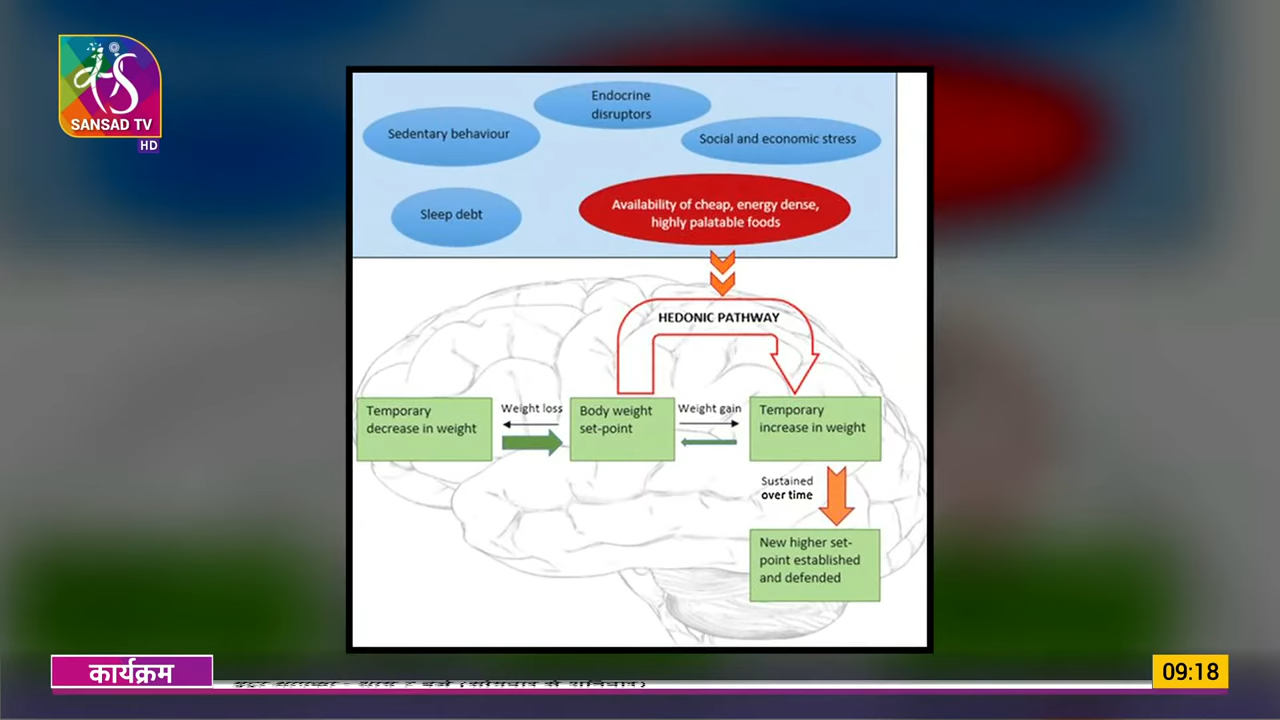 SANSAD TV
HD
Endocrine
disruptors
Sedentary behaviour
Social and economic stress
Sleep debt
Availability of cheap, energy dense,
highly palatable foods
HEDONIC PATHWAY
Temporary
decrease in weight
Weight loss
Body weight
set-point
Weight gain
Temporary
increase in weight
Sustained
over time
New higher set-
point established
and defended
कार्यक्रम
09:18